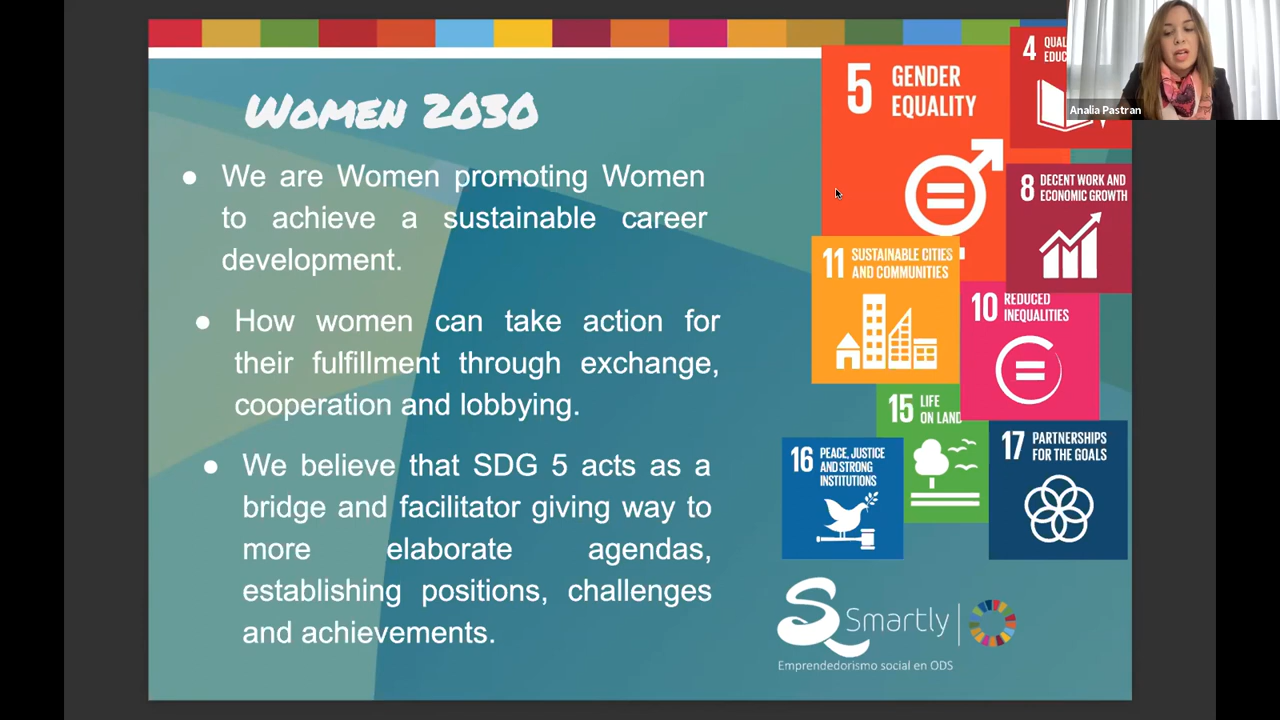 Women 2030
● We are Women promoting Women
to achieve a sustainable career
development.
● How women can take action for
their fulfillment through exchange,
cooperation and lobbying.
● We believe that SDG 5 acts as a
bridge and facilitator giving way to
more elaborate agendas,
establishing positions, challenges
and achievements.
5 GENDER
EQUALITY
4
Analia Pastran
8 DECENT WORK AND
ECONOMIC GROWTH
11 SUSTAINABLE CITIES
AND COMMUNITIES
10 REDUCED
INEQUALITIES
15 LIFE
ON LAND
16 PEACE, JUSTICE
AND STRONG
INSTITUTIONS
17 PARTNERSHIPS
FOR THE GOALS
Smartly
Emprendedorismo social en ODS